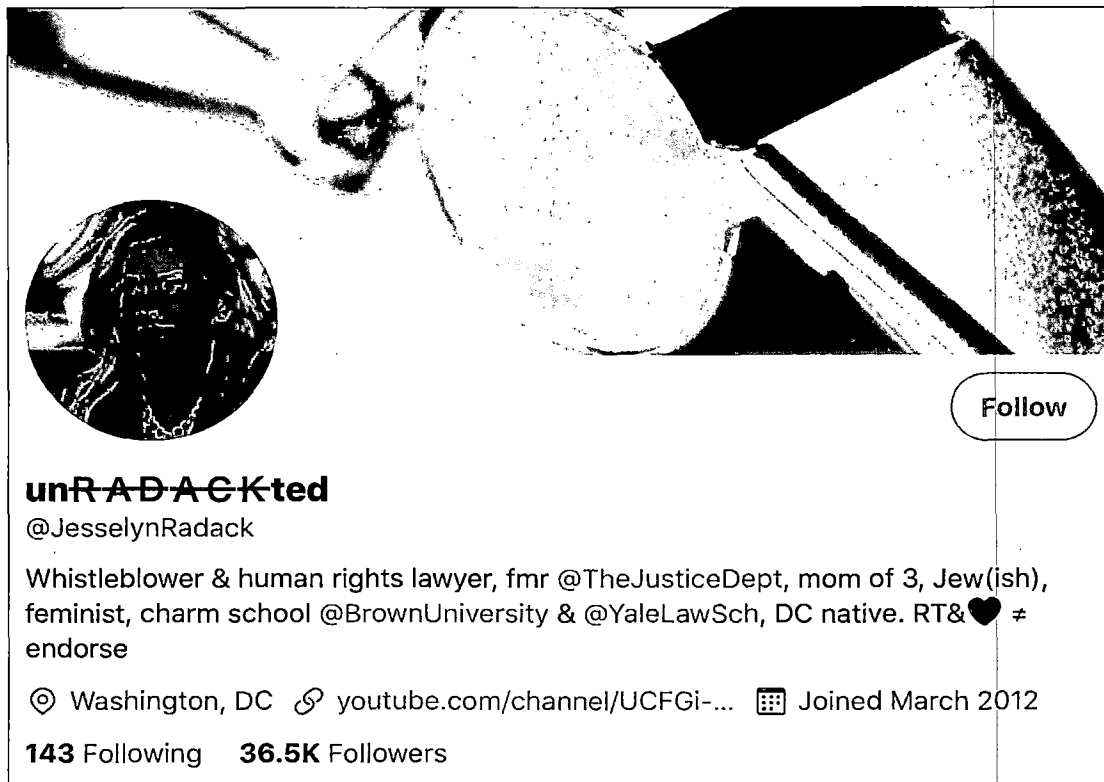 Follow
unRADACKted
@JesselynRadack
Whistleblower & human rights lawyer, fmr @TheJusticeDept, mom of 3, Jew(ish),
feminist, charm school @BrownUniversity & @YaleLawSch, DC native. RT&🖤 ≠
endorse
Washington, DC youtube.com/channel/UCFGi-... Joined March 2012
143 Following 36.5K Followers